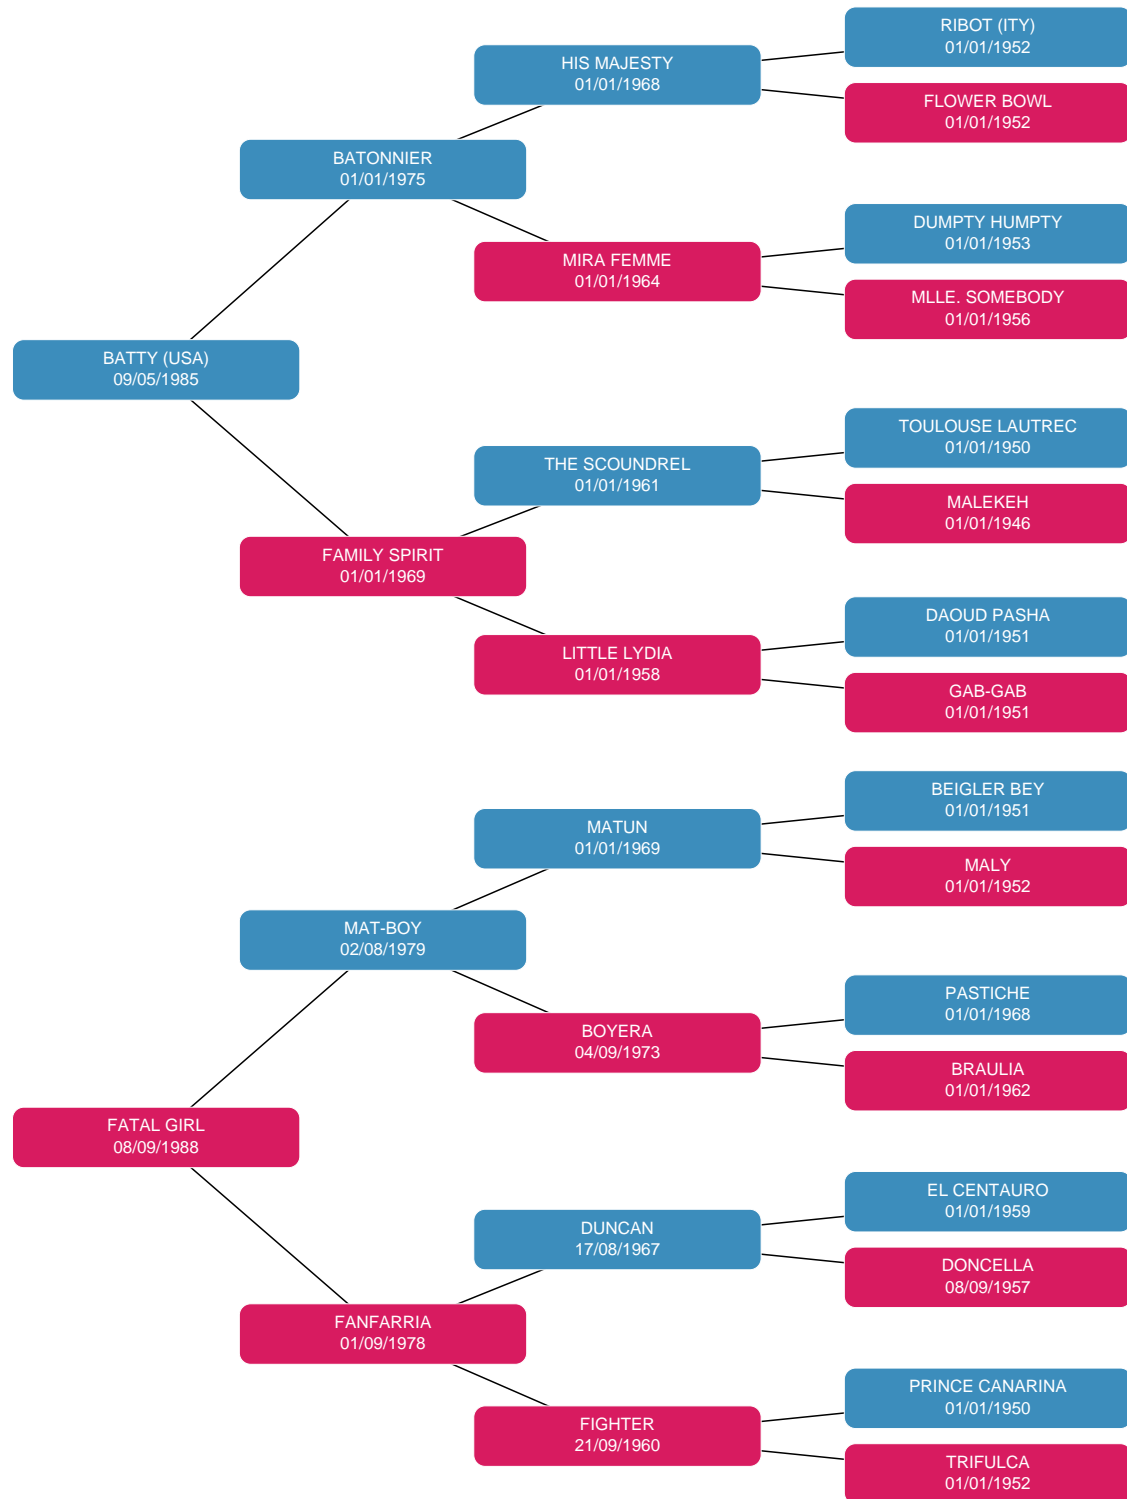 RIBOT (ITY)
01/01/1952
HIS MAJESTY
01/01/1968
FLOWER BOWL
01/01/1952
BATONNIER
01/01/1975
DUMPTY HUMPTY
01/01/1953
MIRA FEMME
01/01/1964
MLLE. SOMEBODY
01/01/1956
BATTY (USA)
09/05/1985
TOULOUSE LAUTREC
01/01/1950
THE SCOUNDREL
01/01/1961
MALEKEH
01/01/1946
FAMILY SPIRIT
01/01/1969
DAOUD PASHA
01/01/1951
LITTLE LYDIA
01/01/1958
GAB-GAB
01/01/1951
BEIGLER BEY
01/01/1951
MATUN
01/01/1969
MALY
01/01/1952
MAT-BOY
02/08/1979
PASTICHE
01/01/1968
BOYERA
04/09/1973
BRAULIA
01/01/1962
FATAL GIRL
08/09/1988
EL CENTAURO
01/01/1959
DUNCAN
17/08/1967
DONCELLA
08/09/1957
FANFARRIA
01/09/1978
PRINCE CANARINA
01/01/1950
FIGHTER
21/09/1960
TRIFULCA
01/01/1952